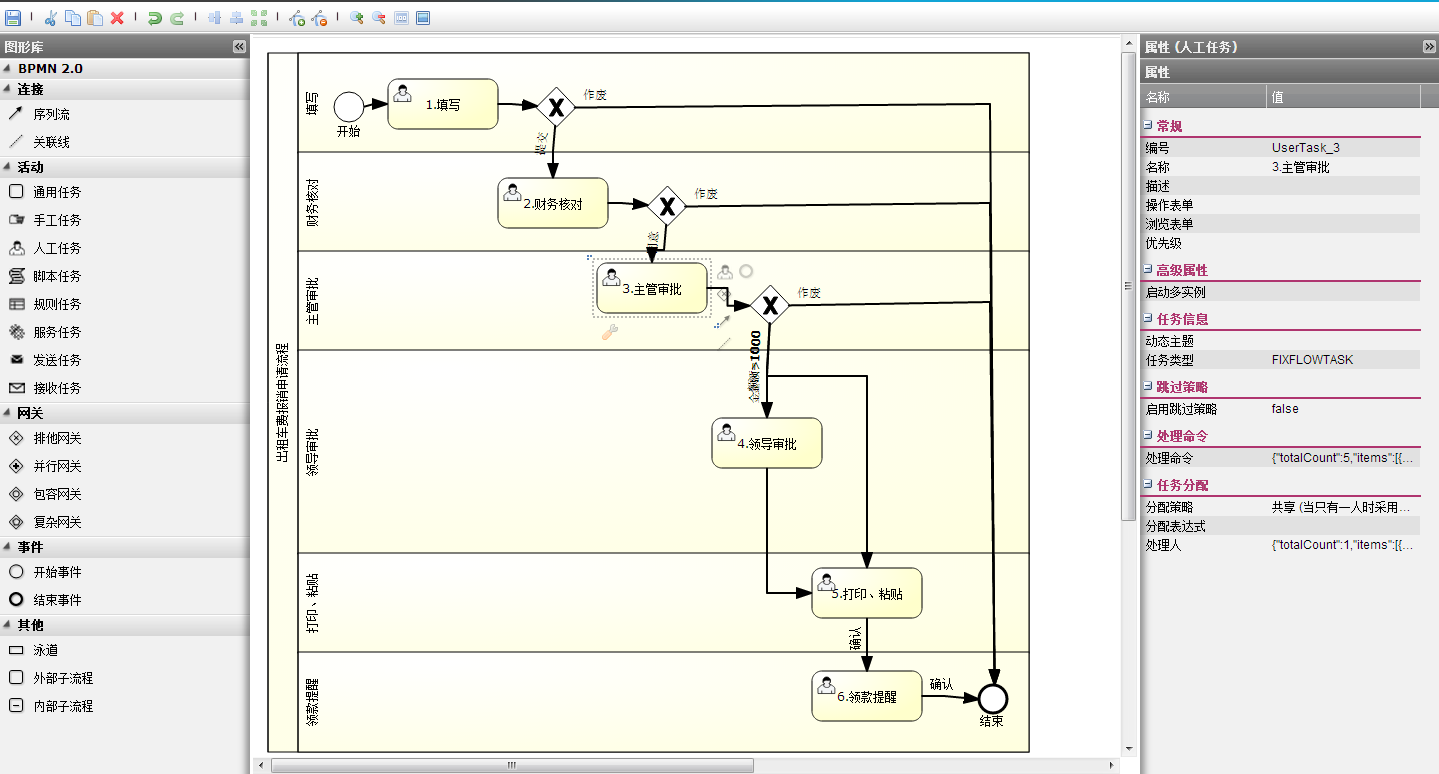 图形库
BPMN 2.0
连接
序列流
关联线
活动
通用任务
手工任务
人工任务
脚本任务
规则任务
服务任务
发送任务
接收任务
网关
排他网关
并行网关
包容网关
复杂网关
事件
开始事件
结束事件
其他
泳道
外部子流程
内部子流程
出租车费报销申请流程
填写
开始
1.填写
作废
提交
财务核对
2.财务核对
作废
主管审批
3.主管审批
作废
>1000
领导审批
4.领导审批
打印、粘贴
5.打印、粘贴
确认
领款提醒
6.领款提醒
确认
结束
属性 (人工任务)
属性
名称 值
常规
编号 UserTask_3
名称 3.主管审批
描述
操作表单
浏览表单
优先级
高级属性
启动多实例
任务信息
动态主题
任务类型 FIXFLOWTASK
跳过策略
启用跳过策略 false
处理命令
处理命令 {"totalCount":5,"items":[{...
任务分配
分配策略 共享 (当只有一人时采用...
分配表达式
处理人 {"totalCount":1,"items":[{...